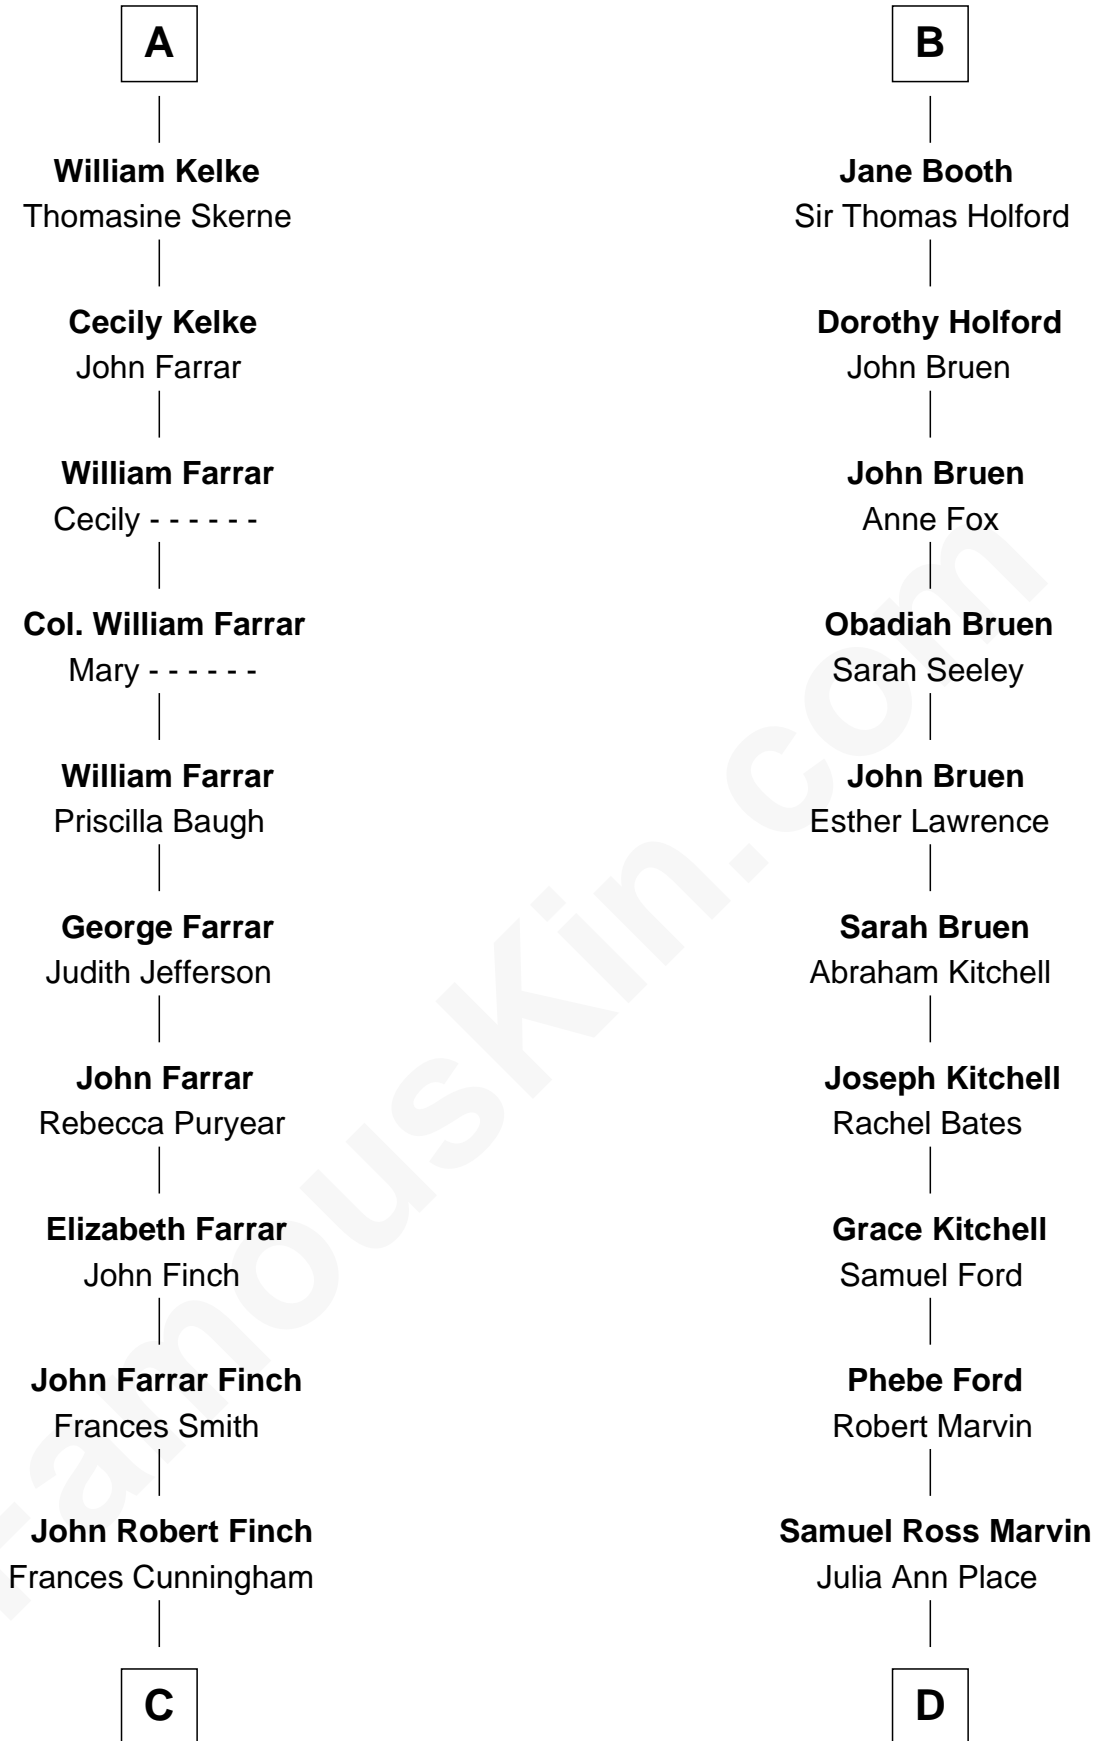 A
William Kelke
Thomasine Skerne
Cecily Kelke
John Farrar
William Farrar
Cecily - - - - - -
Col. William Farrar
Mary - - - - - -
William Farrar
Priscilla Baugh
George Farrar
Judith Jefferson
John Farrar
Rebecca Puryear
Elizabeth Farrar
John Finch
John Farrar Finch
Frances Smith
John Robert Finch
Frances Cunningham
C
B
Jane Booth
Sir Thomas Holford
Dorothy Holford
John Bruen
John Bruen
Anne Fox
Obadiah Bruen
Sarah Seeley
John Bruen
Esther Lawrence
Sarah Bruen
Abraham Kitchell
Joseph Kitchell
Rachel Bates
Grace Kitchell
Samuel Ford
Phebe Ford
Robert Marvin
Samuel Ross Marvin
Julia Ann Place
D
FamousKin.com